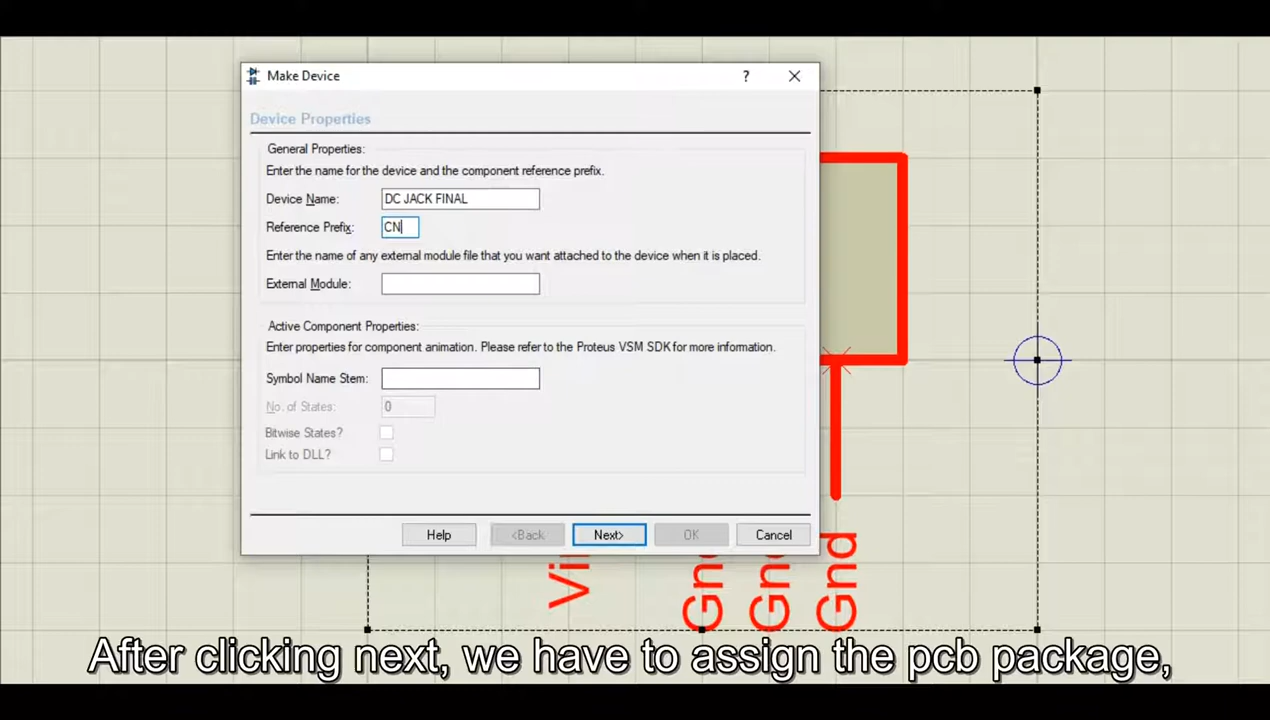 Make Device
?
Device Properties
General Properties:
Enter the name for the device and the component reference prefix.
Device Name: DC JACK FINAL
Reference Prefix: CN
Enter the name of any external module file that you want attached to the device when it is placed.
External Module:
Active Component Properties:
Enter properties for component animation. Please refer to the Proteus VSM SDK for more information.
Symbol Name Stem:
No. of States: 0
Bitwise States?
Link to DLL?
Help <Back Next> OK Cancel
Gnd
Gnd
Gnd
After clicking next, we have to assign the pcb package,